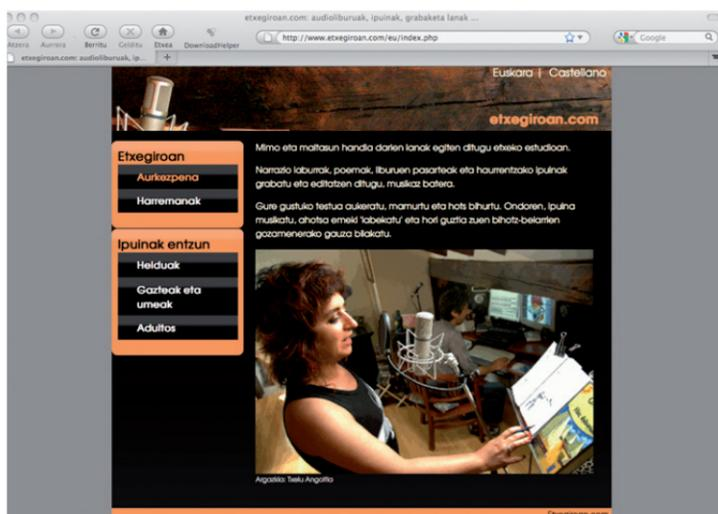 etxegiroan.com: audioliburuak, ipuinak, grabaketa lanak ...
Atzera Aurrera Berritu Gelditu Etxea DownloadHelper
http://www.etxegiroan.com/eu/index.php
Google
etxegiroan.com: audioliburuak, ip...
Euskara | Castellano
etxegiroan.com
Etxegiroan
Aurkezpena
Harremanak
Ipuinak entzun
Helduak
Gazteak eta
umeak
Adultos
Mimo eta maitasun handia darien lanak egiten ditugu etxeko estudioan.
Narrazio laburrak, poemak, liburuen pasarteak eta haurrentzako ipuinak
grabatu eta editatzen ditugu, musikaz batera.
Gure gustuko testua aukeratu, mamurtu eta hots bihurtu. Ondoren, ipuina
musikatu, ahotsa emeki 'labekatu' eta hori guztia zuen bihotz-belarrien
gozamenerako gauza bilakatu.
Argazkia: Txelu Angoitia
Etxegiroan.com